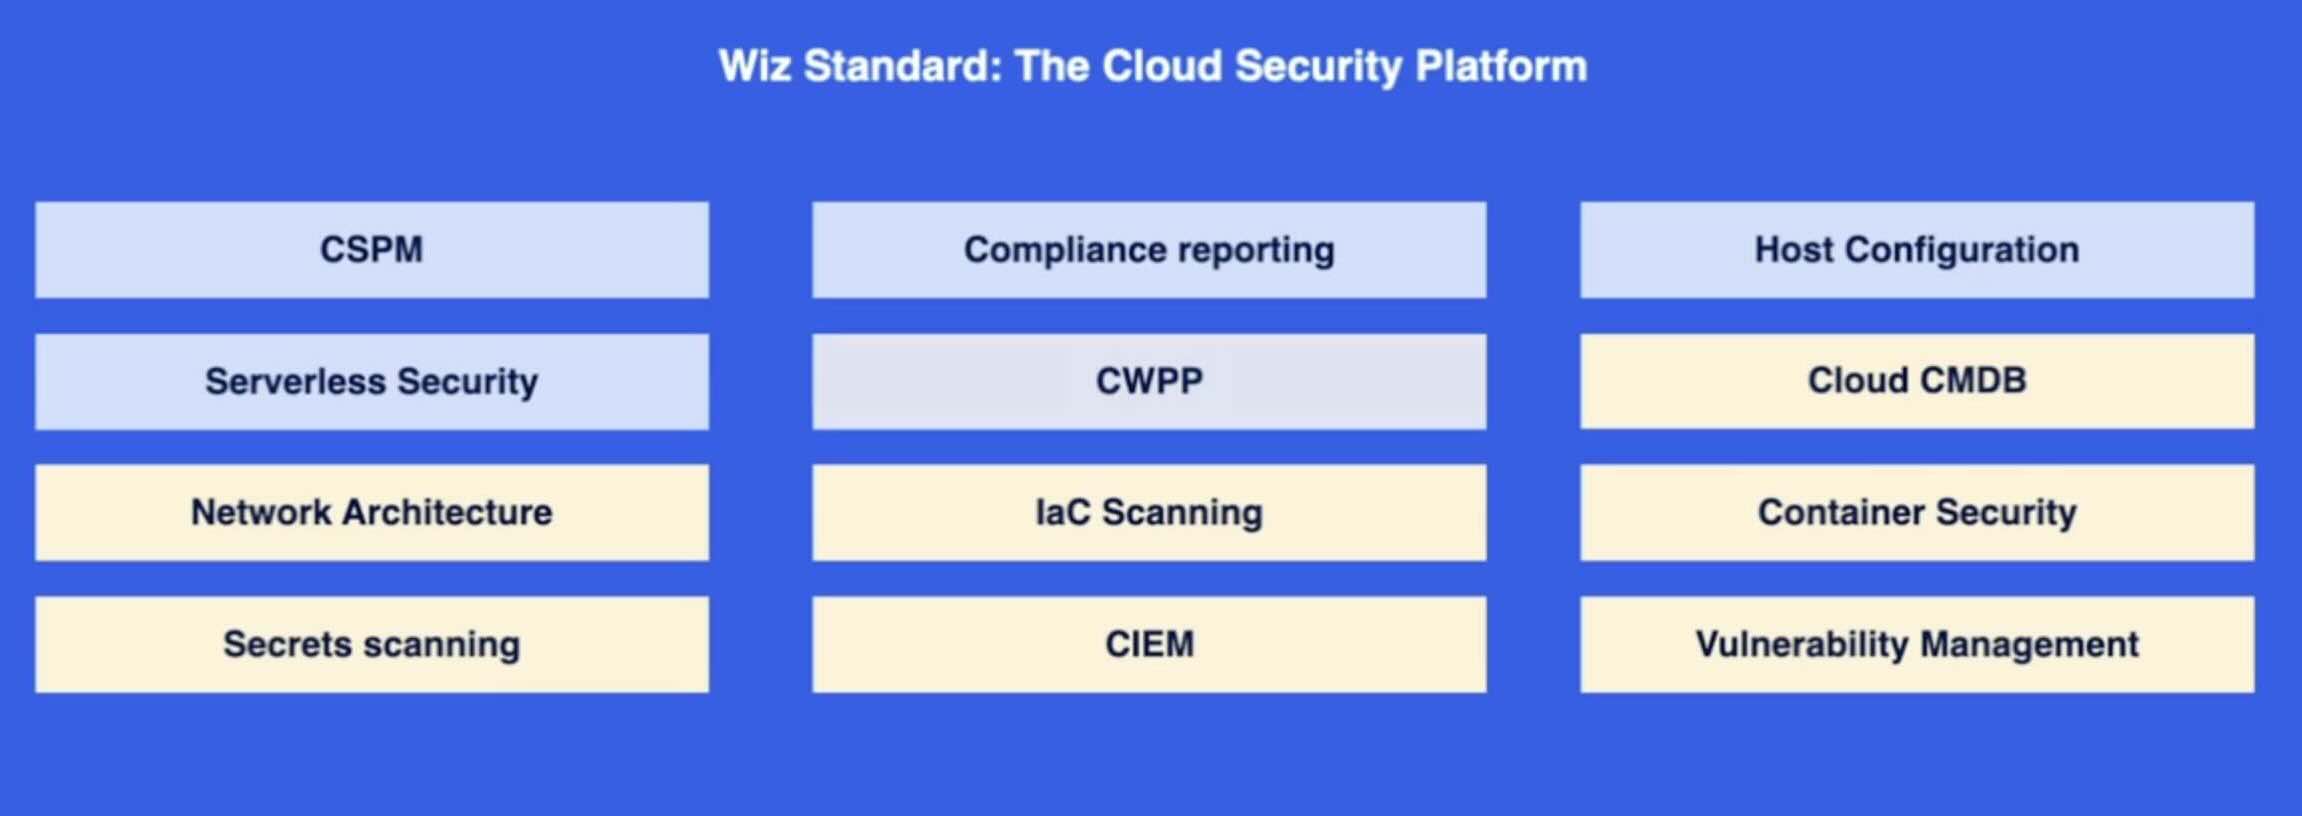 Wiz Standard: The Cloud Security Platform
CSPM
Compliance reporting
Host Configuration
Serverless Security
CWPP
Cloud CMDB
Network Architecture
IaC Scanning
Container Security
Secrets scanning
CIEM
Vulnerability Management